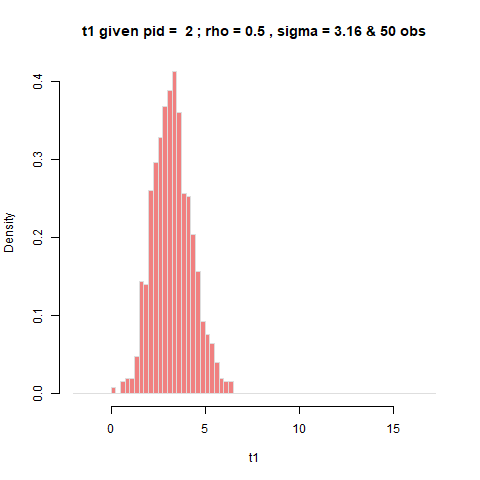 t1 given pid =  2 ; rho = 0.5 , sigma = 3.16 & 50 obs
Density
0.4
0.3
0.2
0.1
0.0
0 5 10 15
t1